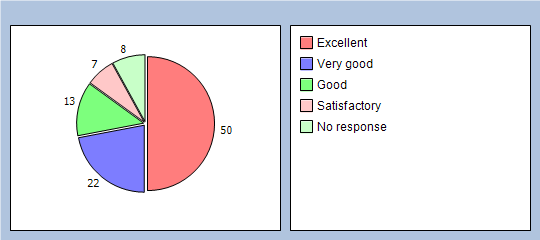 8
7
13
50
22
Excellent
Very good
Good
Satisfactory
No response